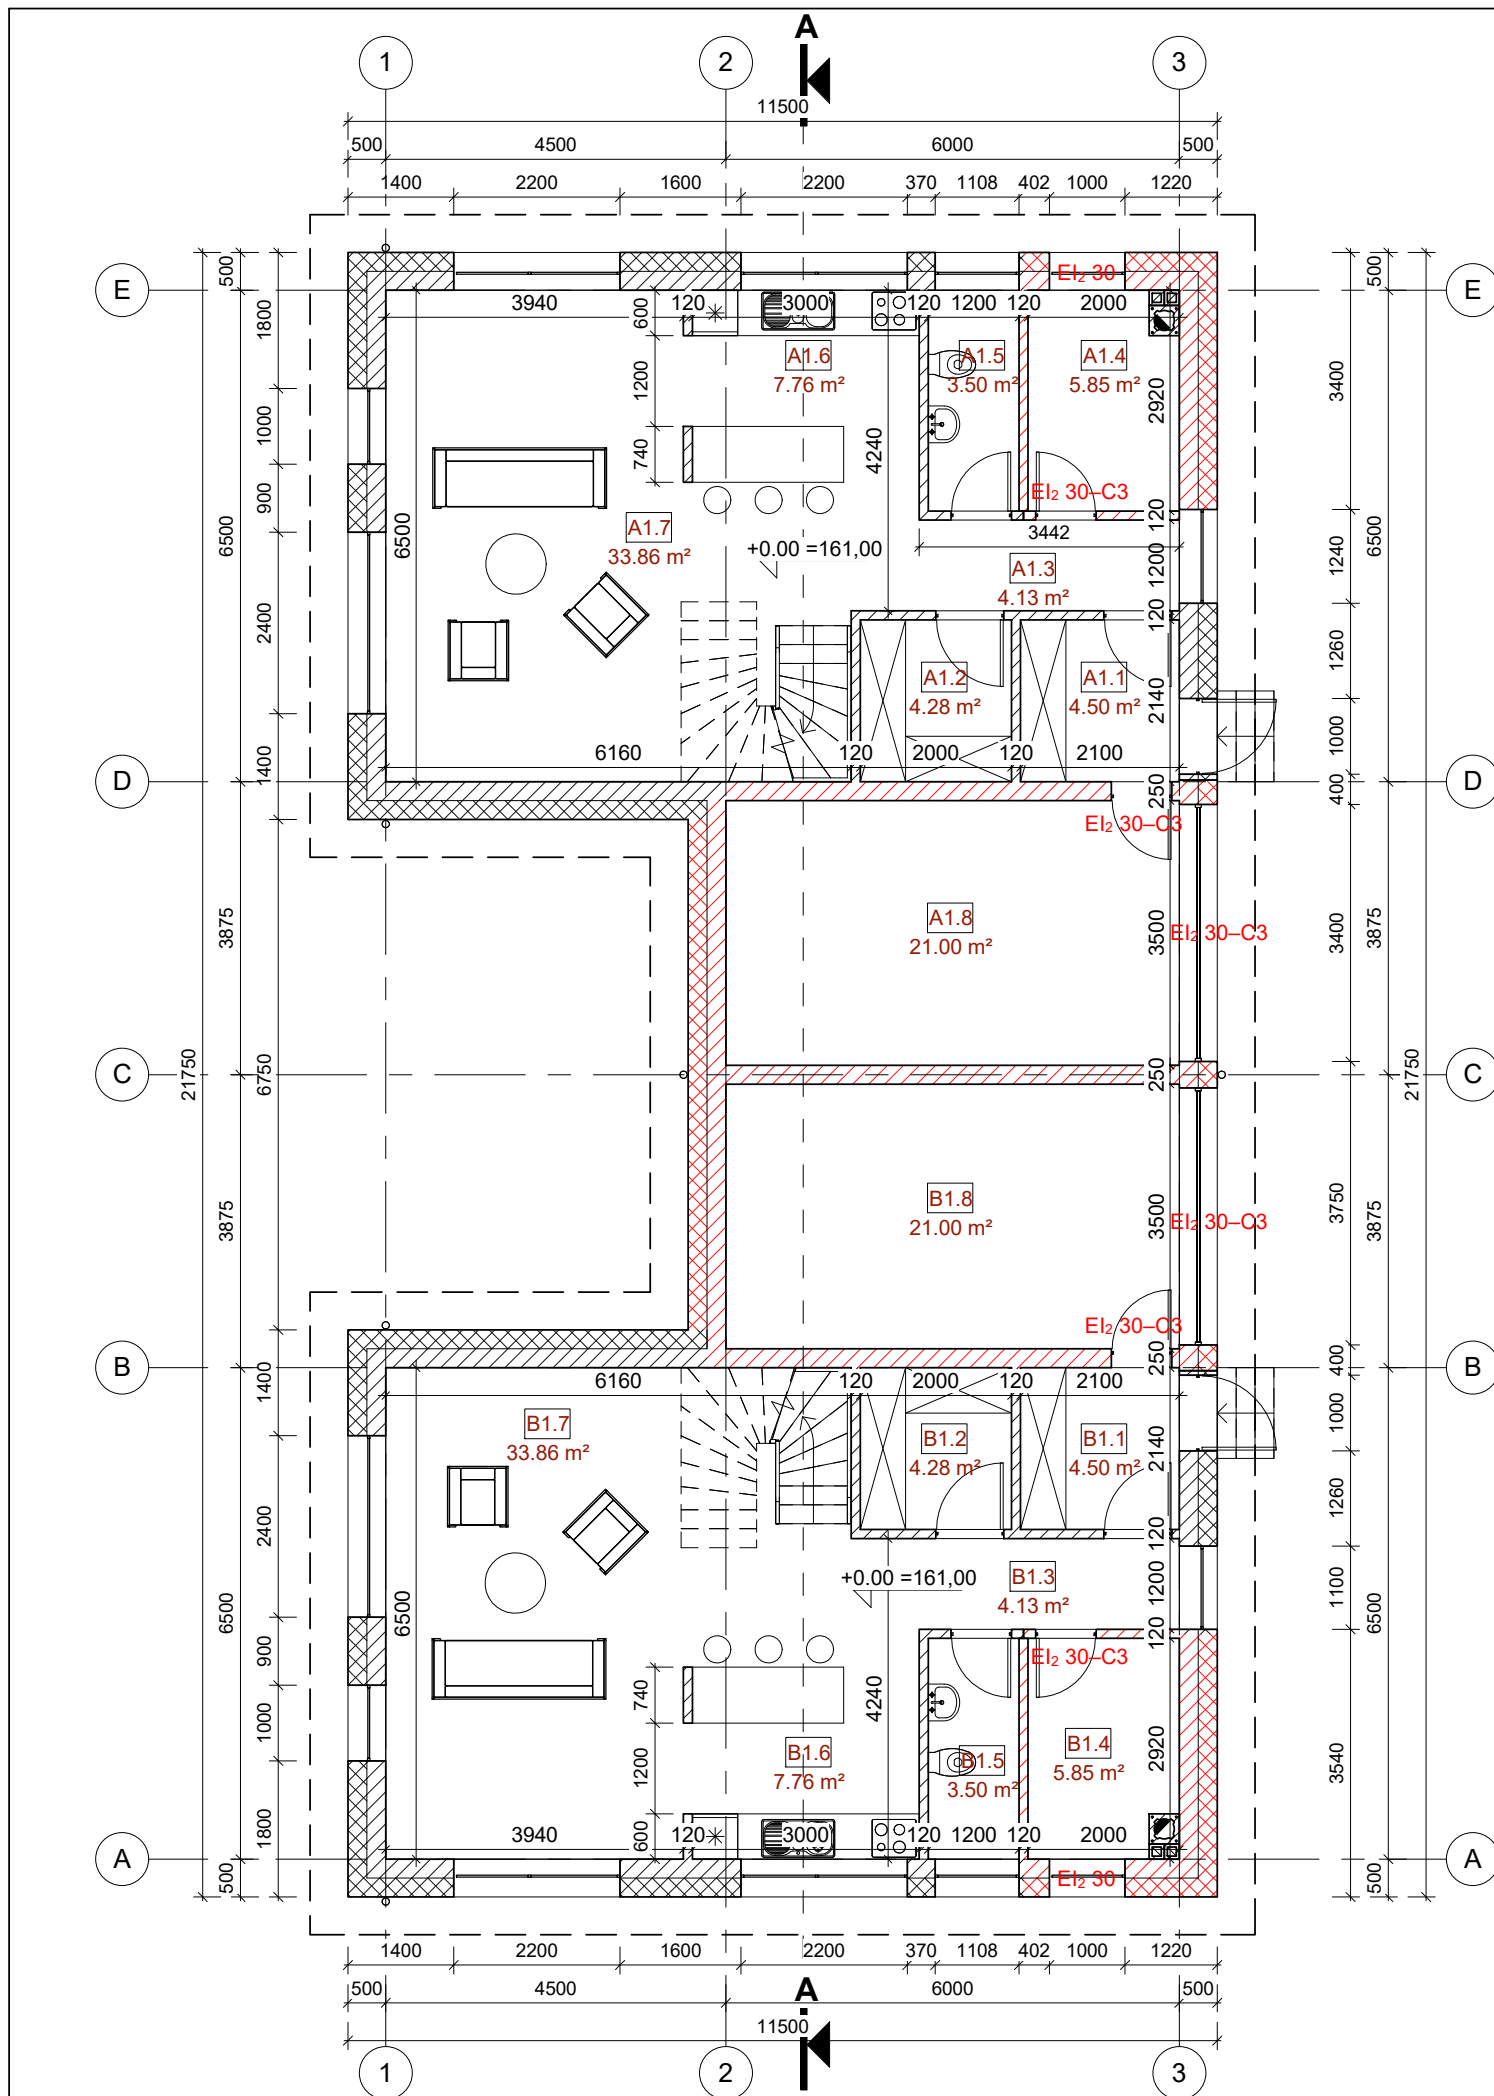 A
1 2 3
11500
500 4500 6000 500
1400 2200 1600 2200 370 1108 402 1000 1220
E E
500 500
EI₂ 30
3940 120 3000 120 1200 120 2000
1800 600
A1.6 A1.5 A1.4
7.76 m² 3.50 m² 5.85 m²
1200 2920 3400
1000
740 4240
900
EI₂ 30–C3
A1.7
33.86 m²
6500 6500 3442 120 6500
+0.00 =161,00
1200 1240
A1.3
4.13 m²
2400 120 1260
A1.2 A1.1
4.28 m² 4.50 m²
2140 1000
1400 6160 120 2000 120 2100
D D
250 400
EI₂ 30–C3
A1.8
21.00 m²
3875 3500 EI₂ 30–C3 3400 3875
C C
21750 6750 250 21750
B1.8
21.00 m²
3875 3500 EI₂ 30–C3 3750 3875
EI₂ 30–C3
250 400
B B
1400 6160 120 2000 120 2100
1000
B1.7 B1.2 B1.1
33.86 m² 4.28 m² 4.50 m²
2140 1260
2400 120
+0.00 =161,00
B1.3
4.13 m²
1200 1100
6500 6500 120 6500
EI₂ 30–C3
900
740 4240
1000
B1.6 B1.5 B1.4
7.76 m² 3.50 m² 5.85 m²
1200 2920 3540
1800 600
3940 120 3000 120 1200 120 2000
A A
500 500
EI₂ 30
1400 2200 1600 2200 370 1108 402 1000 1220
500 4500 6000 500
A
11500
1 2 3